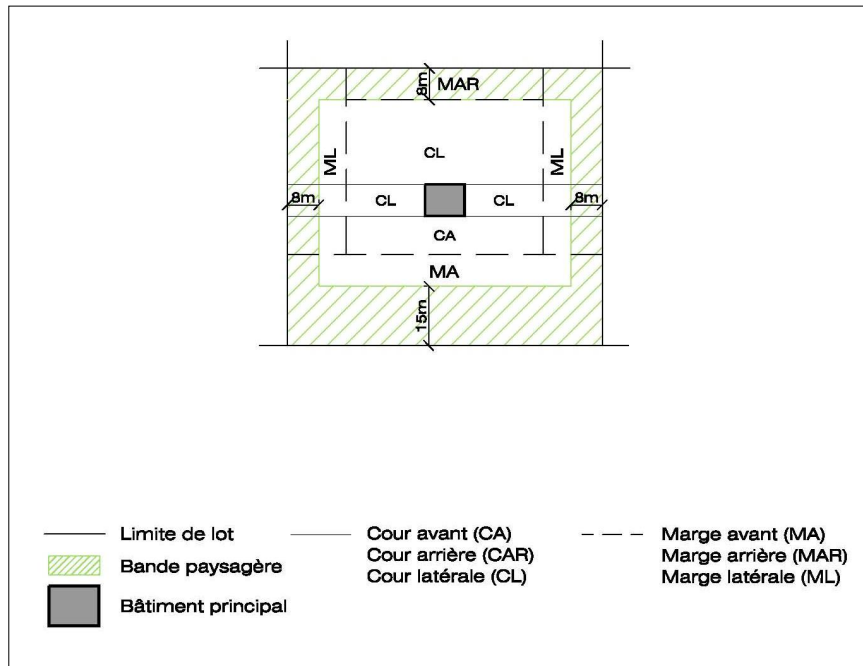 8m
MAR
ML
CL
ML
8m
CL
CL
8m
CA
MA
15m
Limite de lot
Cour avant (CA)
Marge avant (MA)
Bande paysagère
Cour arrière (CAR)
Marge arrière (MAR)
Cour latérale (CL)
Marge latérale (ML)
Bâtiment principal